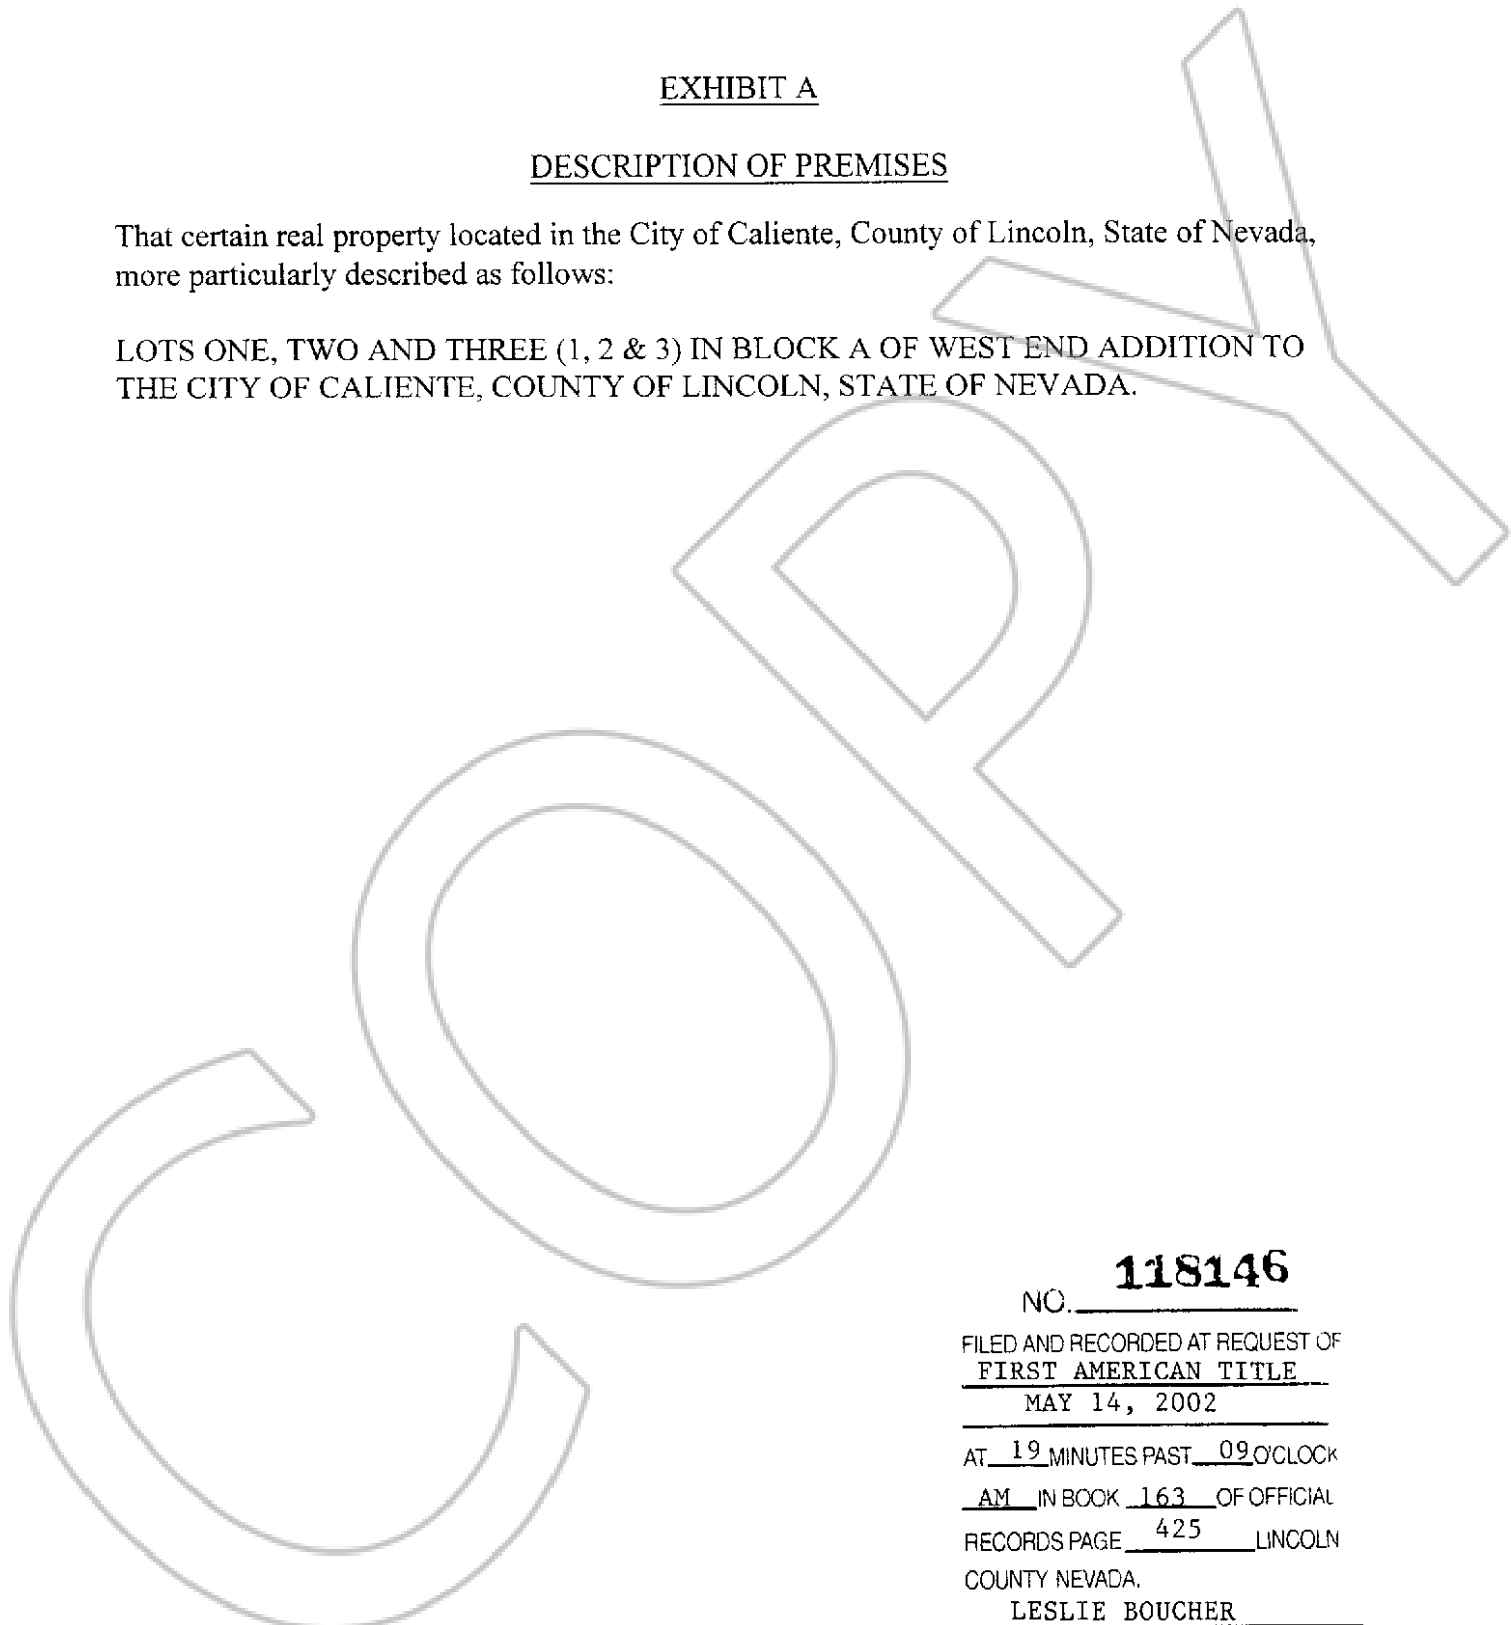 EXHIBIT A
DESCRIPTION OF PREMISES
That certain real property located in the City of Caliente, County of Lincoln, State of Nevada,
more particularly described as follows:
LOTS ONE, TWO AND THREE (1, 2 & 3) IN BLOCK A OF WEST END ADDITION TO
THE CITY OF CALIENTE, COUNTY OF LINCOLN, STATE OF NEVADA.
COPY
NO. 118146
FILED AND RECORDED AT REQUEST OF
FIRST AMERICAN TITLE
MAY 14, 2002
AT 19 MINUTES PAST 09 O'CLOCK
AM IN BOOK 163 OF OFFICIAL
RECORDS PAGE 425 LINCOLN
COUNTY NEVADA.
LESLIE BOUCHER